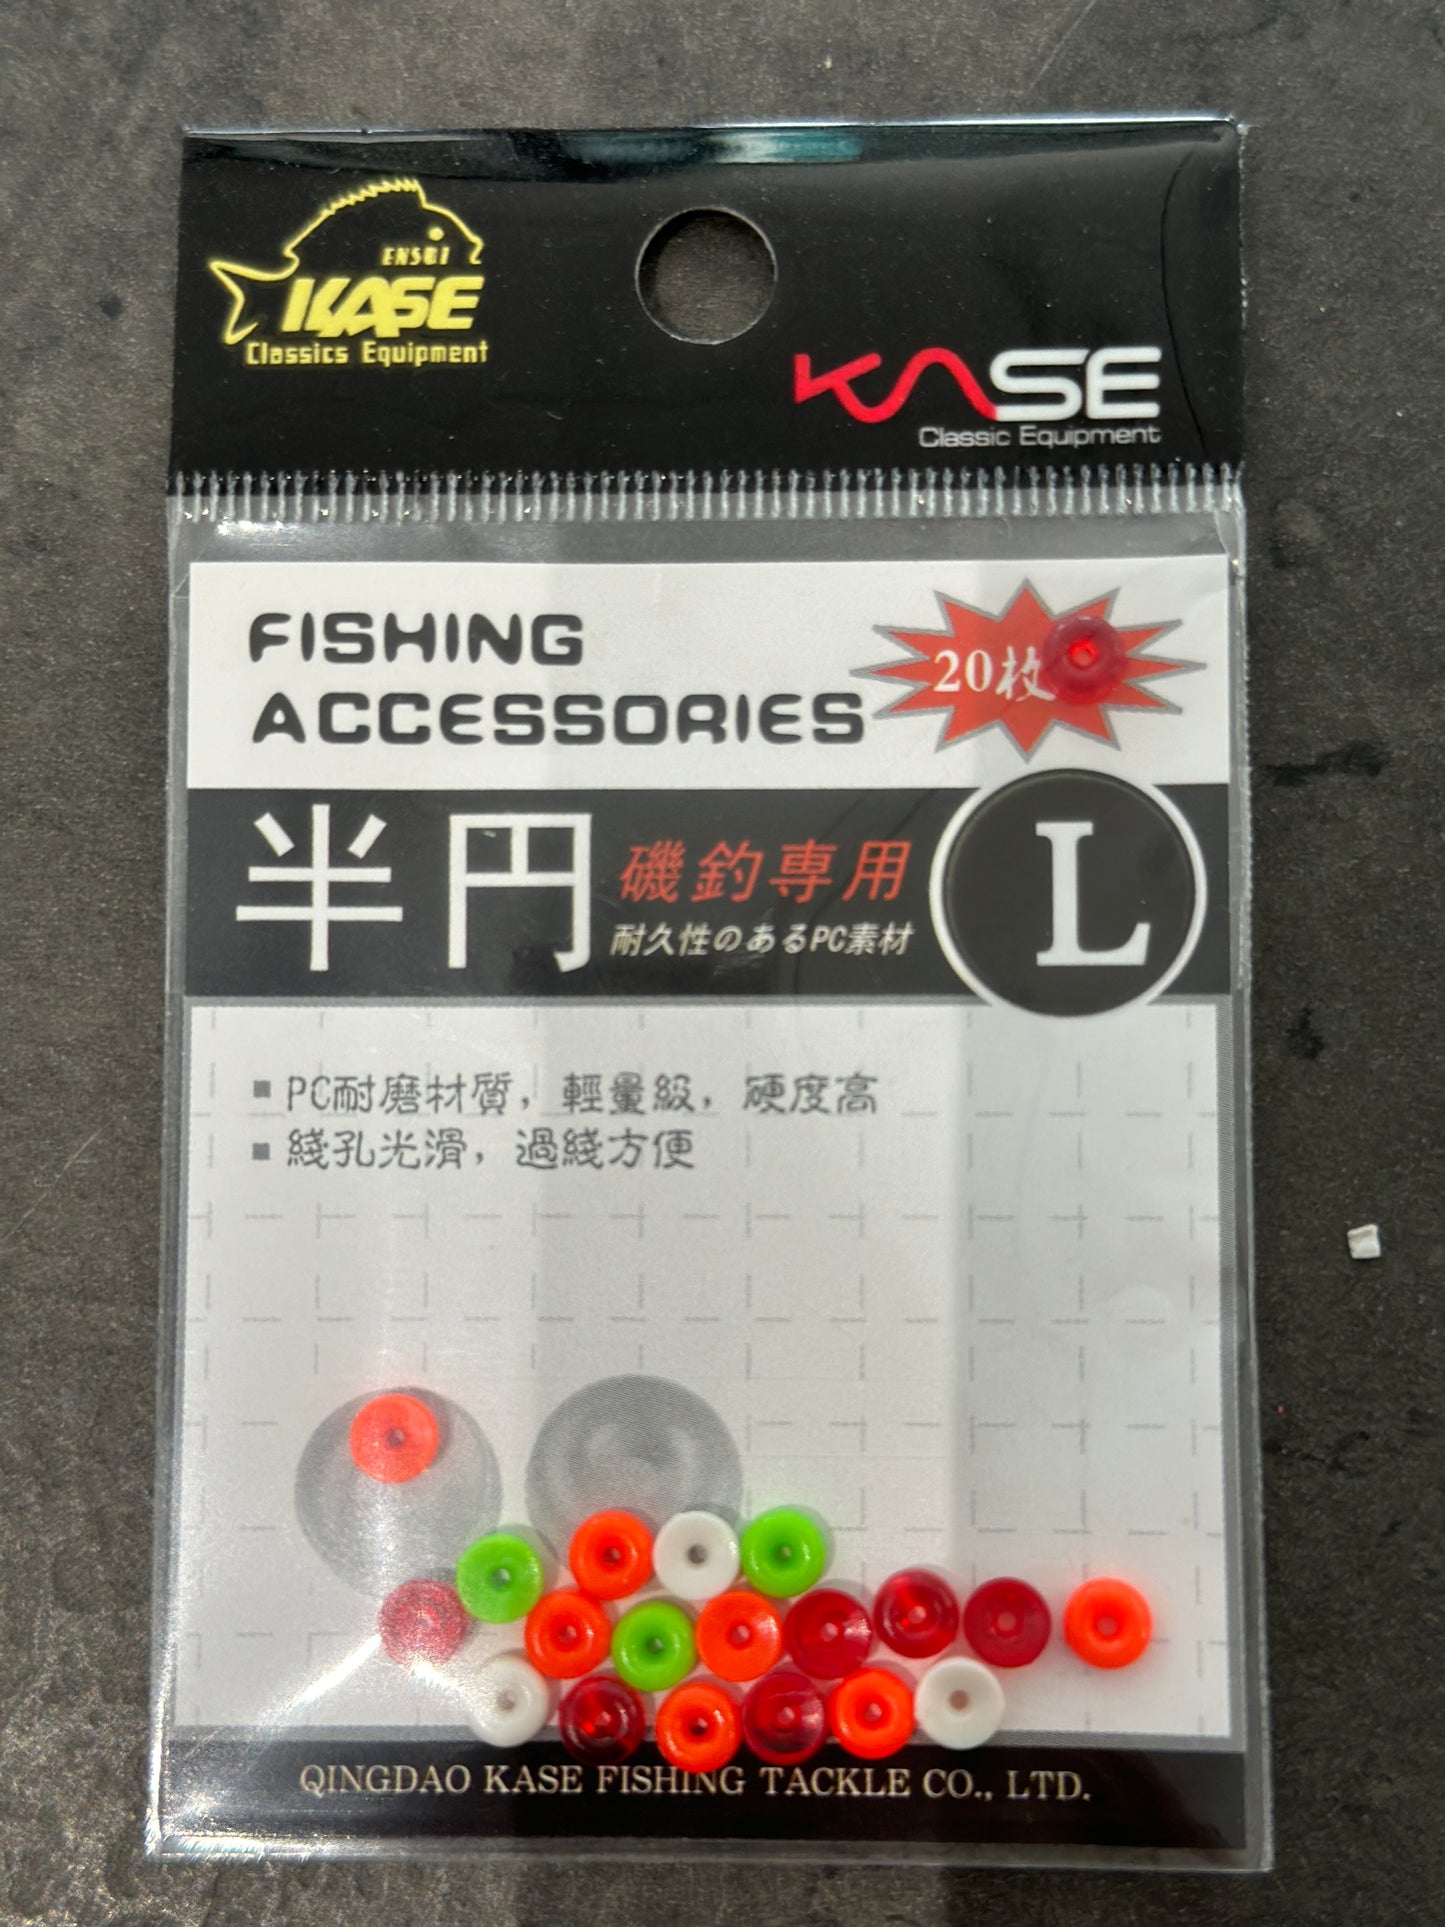 ENSEI
KASE
Classics Equipment
KASE
Classic Equipment
FISHING
ACCESSORIES
20枚
半円
磯釣専用
耐久性のあるPC素材
L
■ PC耐磨材質，輕量級，硬度高
■ 綫孔光滑，過綫方便
QINGDAO KASE FISHING TACKLE CO., LTD.